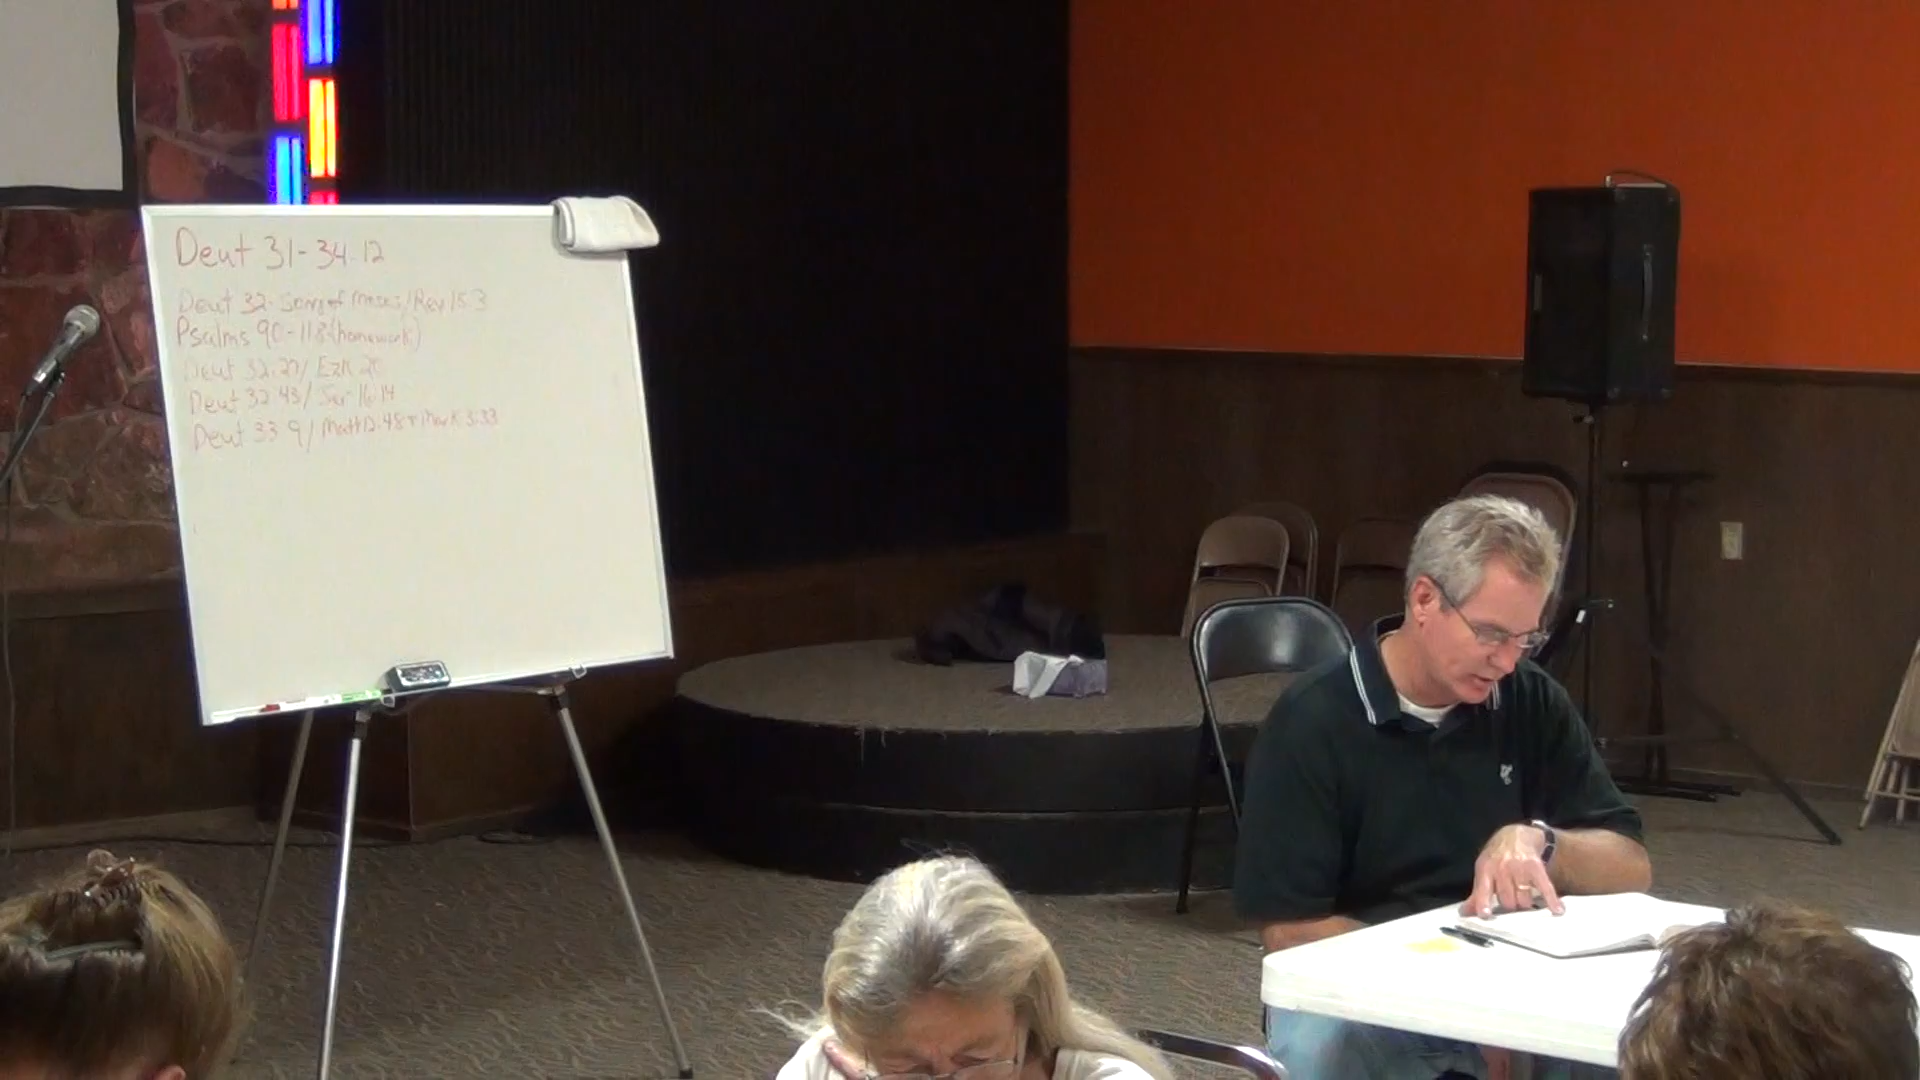 Deut 31-34.12
Deut 32-Song of Moses/Rev 15 3
Psalms 90-118 (homework)
Deut 32.27/ Ezk 20
Deut 32 43/ Jer 16 14
Deut 33 9/ Matt 12.48 + Mark 3:33